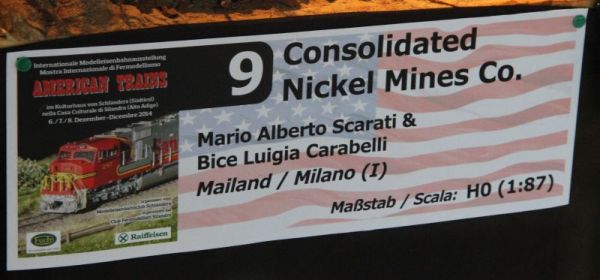 Internationale Modelleisenbahnausstellung
Mostra Internazionale di Fermodellismo
AMERICAN TRAINS
im Kulturhaus von Schlanders (Südtirol)
nella Casa Culturale di Silandro (Alto Adige)
6./7./8. Dezember-Dicembre 2014
Raiffeisen
9
Consolidated
Nickel Mines Co.
Mario Alberto Scarati &
Bice Luigia Carabelli
Mailand / Milano (I)
Maßstab / Scala: H0 (1:87)